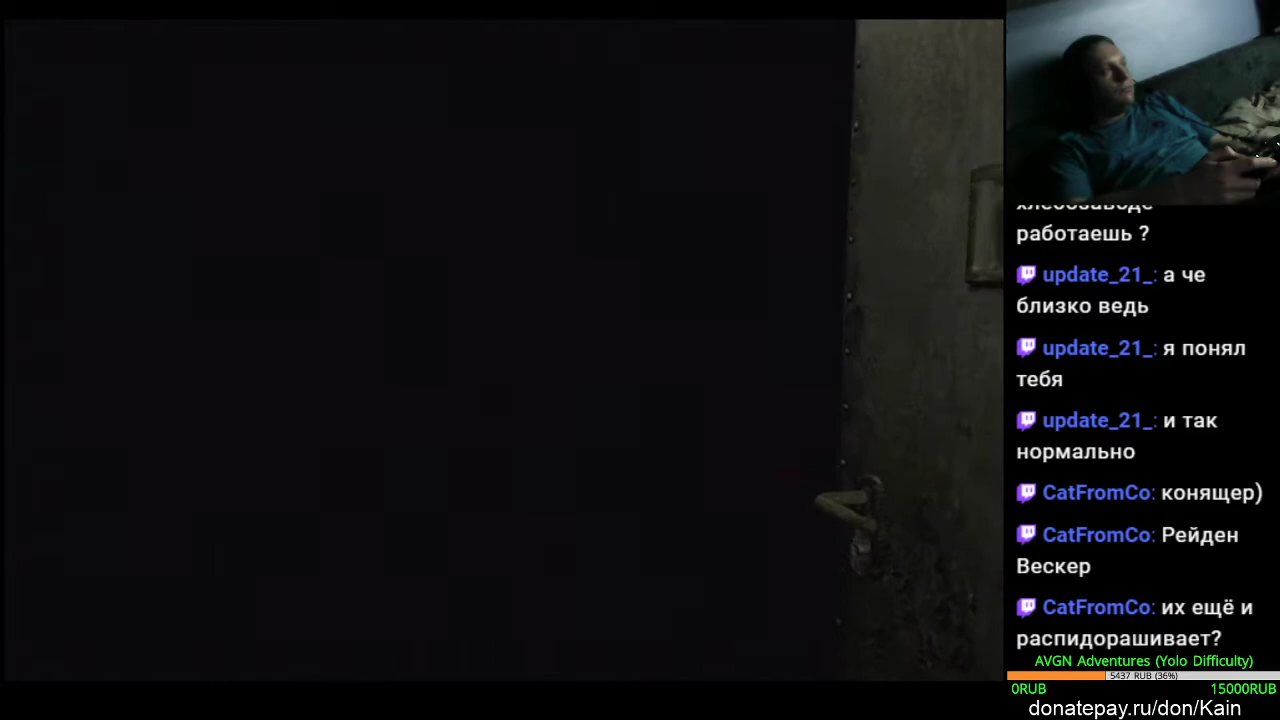 хлебозаводе
работаешь ?
update_21_: а че
близко ведь
update_21_: я понял
тебя
update_21_: и так
нормально
CatFromCo: конящер)
CatFromCo: Рейден
Вескер
CatFromCo: их ещё и
распидорашивает?
AVGN Adventures (Yolo Difficulty)
5437 RUB (36%)
0RUB 15000RUB
donatepay.ru/don/Kain